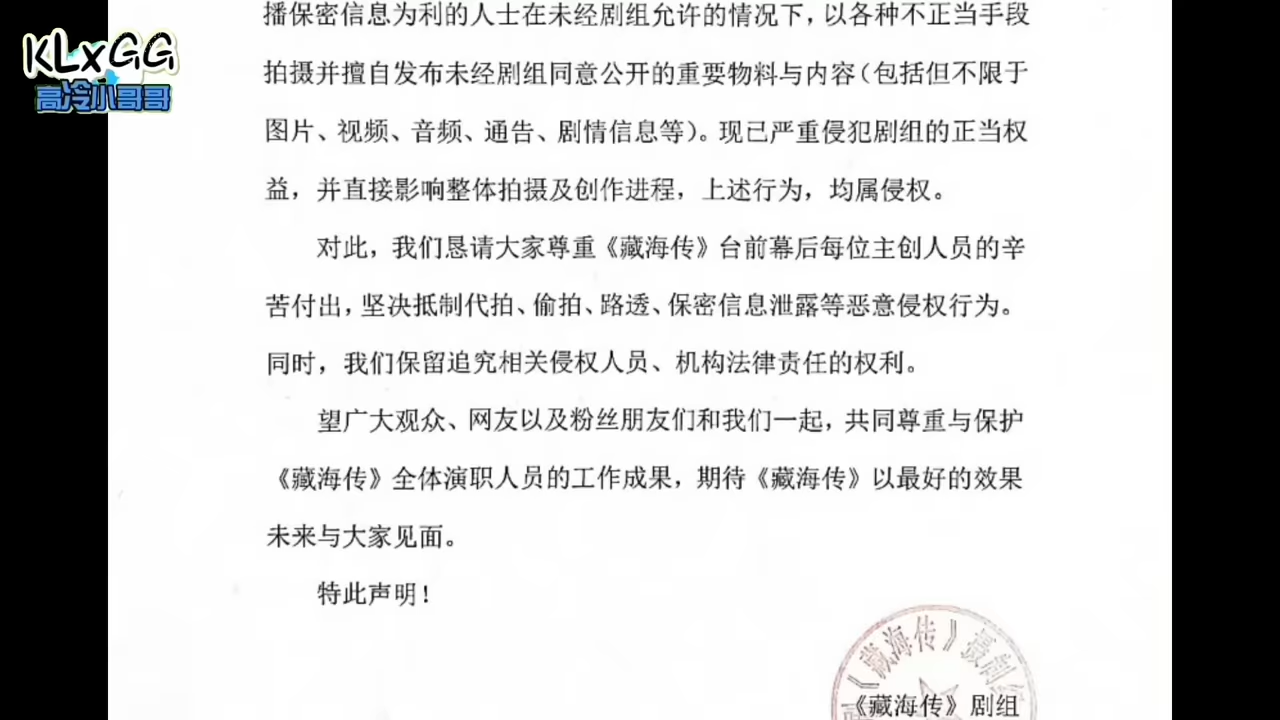 KLxGG
高冷小哥哥
播保密信息为利的人士在未经剧组允许的情况下，以各种不正当手段
拍摄并擅自发布未经剧组同意公开的重要物料与内容（包括但不限于
图片、视频、音频、通告、剧情信息等）。现已严重侵犯剧组的正当权
益，并直接影响整体拍摄及创作进程，上述行为，均属侵权。
对此，我们恳请大家尊重《藏海传》台前幕后每位主创人员的辛
苦付出，坚决抵制代拍、偷拍、路透、保密信息泄露等恶意侵权行为。
同时，我们保留追究相关侵权人员、机构法律责任的权利。
望广大观众、网友以及粉丝朋友们和我们一起，共同尊重与保护
《藏海传》全体演职人员的工作成果，期待《藏海传》以最好的效果
未来与大家见面。
特此声明！
《藏海传》摄制
《藏海传》剧组